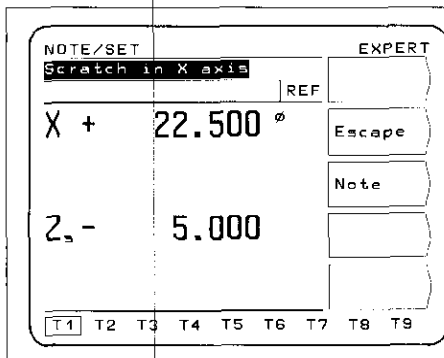 NOTE/SET EXPERT
Scratch in X axis
REF
X + 22.500 ø
Escape
Note
Zs - 5.000
T1 T2 T3 T4 T5 T6 T7 T8 T9